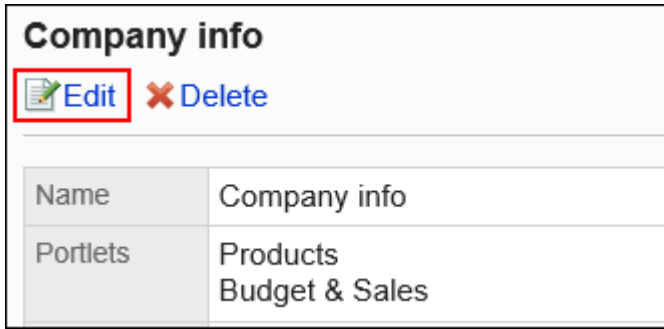 Company info
Edit Delete
Name Company info
Portlets Products
Budget & Sales